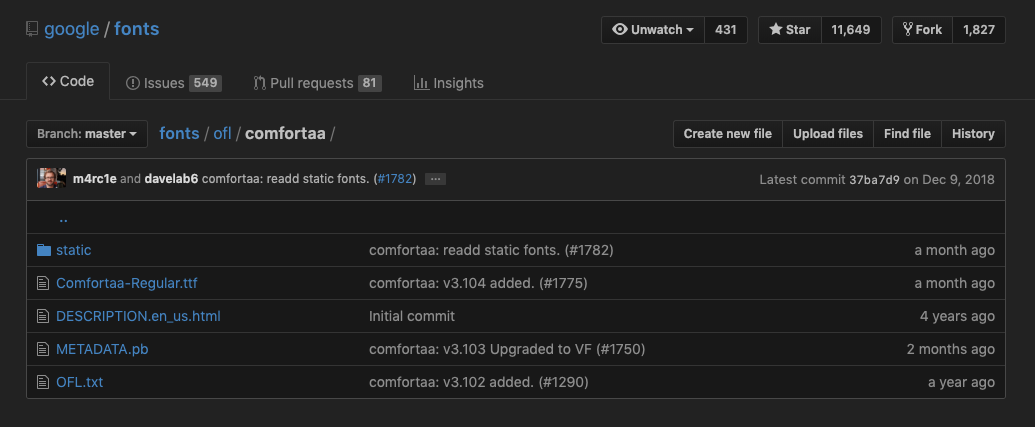 google / fonts
Unwatch 431 Star 11,649 Fork 1,827
Code Issues 549 Pull requests 81 Insights
Branch: master fonts / ofl / comfortaa / Create new file Upload files Find file History
m4rc1e and davelab6 comfortaa: readd static fonts. (#1782) ... Latest commit 37ba7d9 on Dec 9, 2018
..
static comfortaa: readd static fonts. (#1782) a month ago
Comfortaa-Regular.ttf comfortaa: v3.104 added. (#1775) a month ago
DESCRIPTION.en_us.html Initial commit 4 years ago
METADATA.pb comfortaa: v3.103 Upgraded to VF (#1750) 2 months ago
OFL.txt comfortaa: v3.102 added. (#1290) a year ago